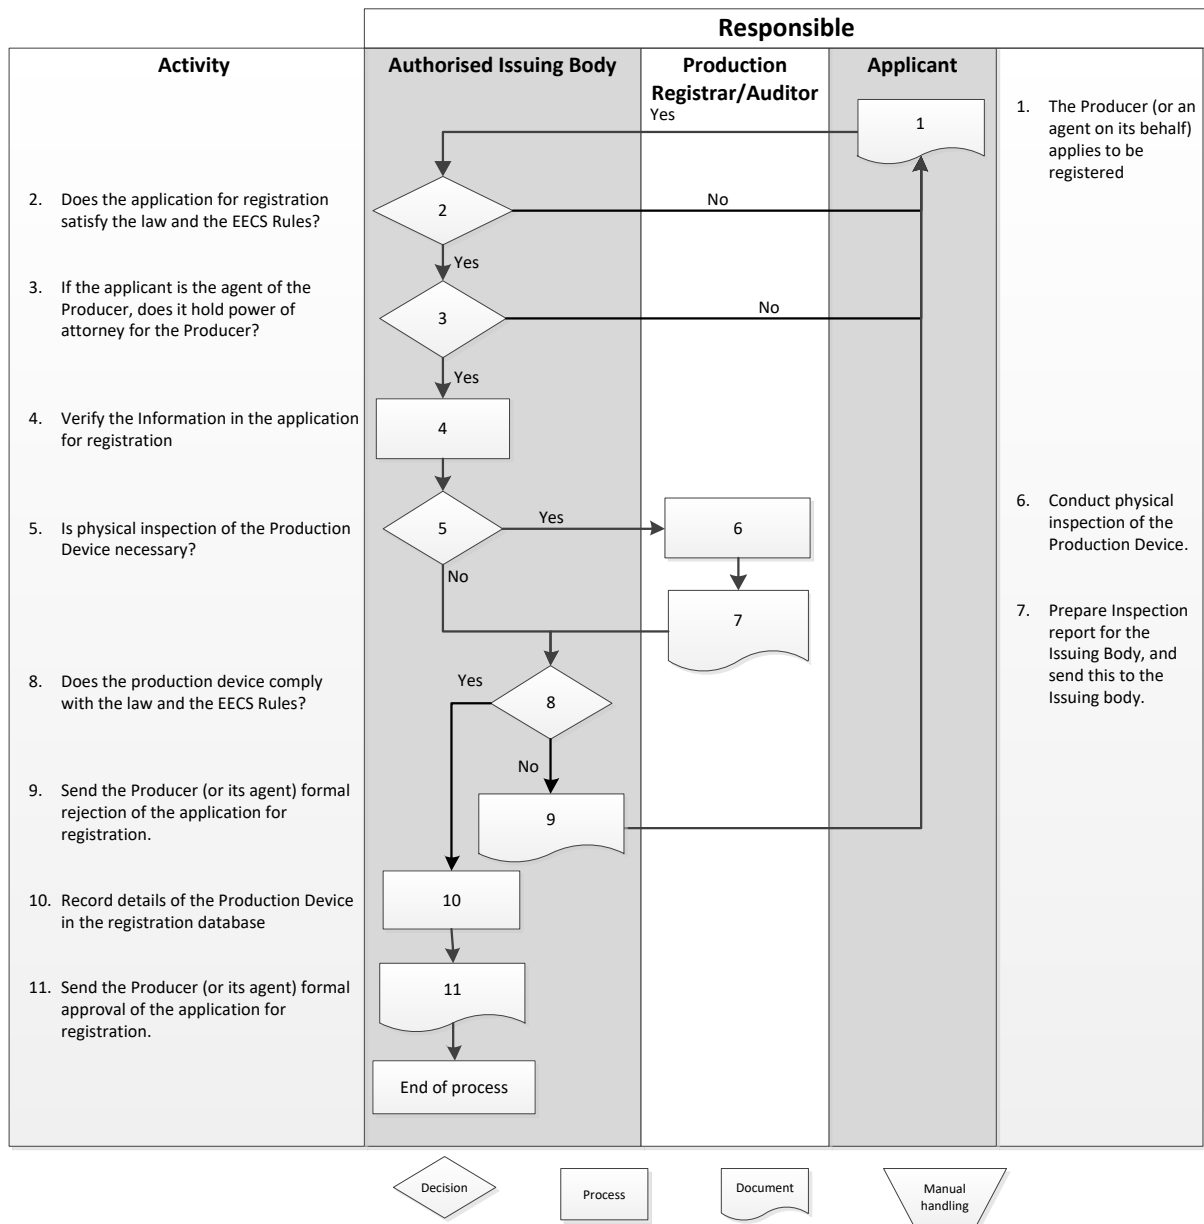 Responsible
Activity
Authorised Issuing Body
Production
Registrar/Auditor
Applicant
Yes
1
1. The Producer (or an
agent on its behalf)
applies to be
registered
2. Does the application for registration
satisfy the law and the EECS Rules?
2
No
Yes
3. If the applicant is the agent of the
Producer, does it hold power of
attorney for the Producer?
3
No
Yes
4. Verify the Information in the application
for registration
4
5. Is physical inspection of the Production
Device necessary?
5
Yes
6
6. Conduct physical
inspection of the
Production Device.
No
7
7. Prepare Inspection
report for the
Issuing Body, and
send this to the
Issuing body.
8. Does the production device comply
with the law and the EECS Rules?
Yes
8
No
9. Send the Producer (or its agent) formal
rejection of the application for
registration.
9
10. Record details of the Production Device
in the registration database
10
11. Send the Producer (or its agent) formal
approval of the application for
registration.
11
End of process
Decision
Process
Document
Manual
handling